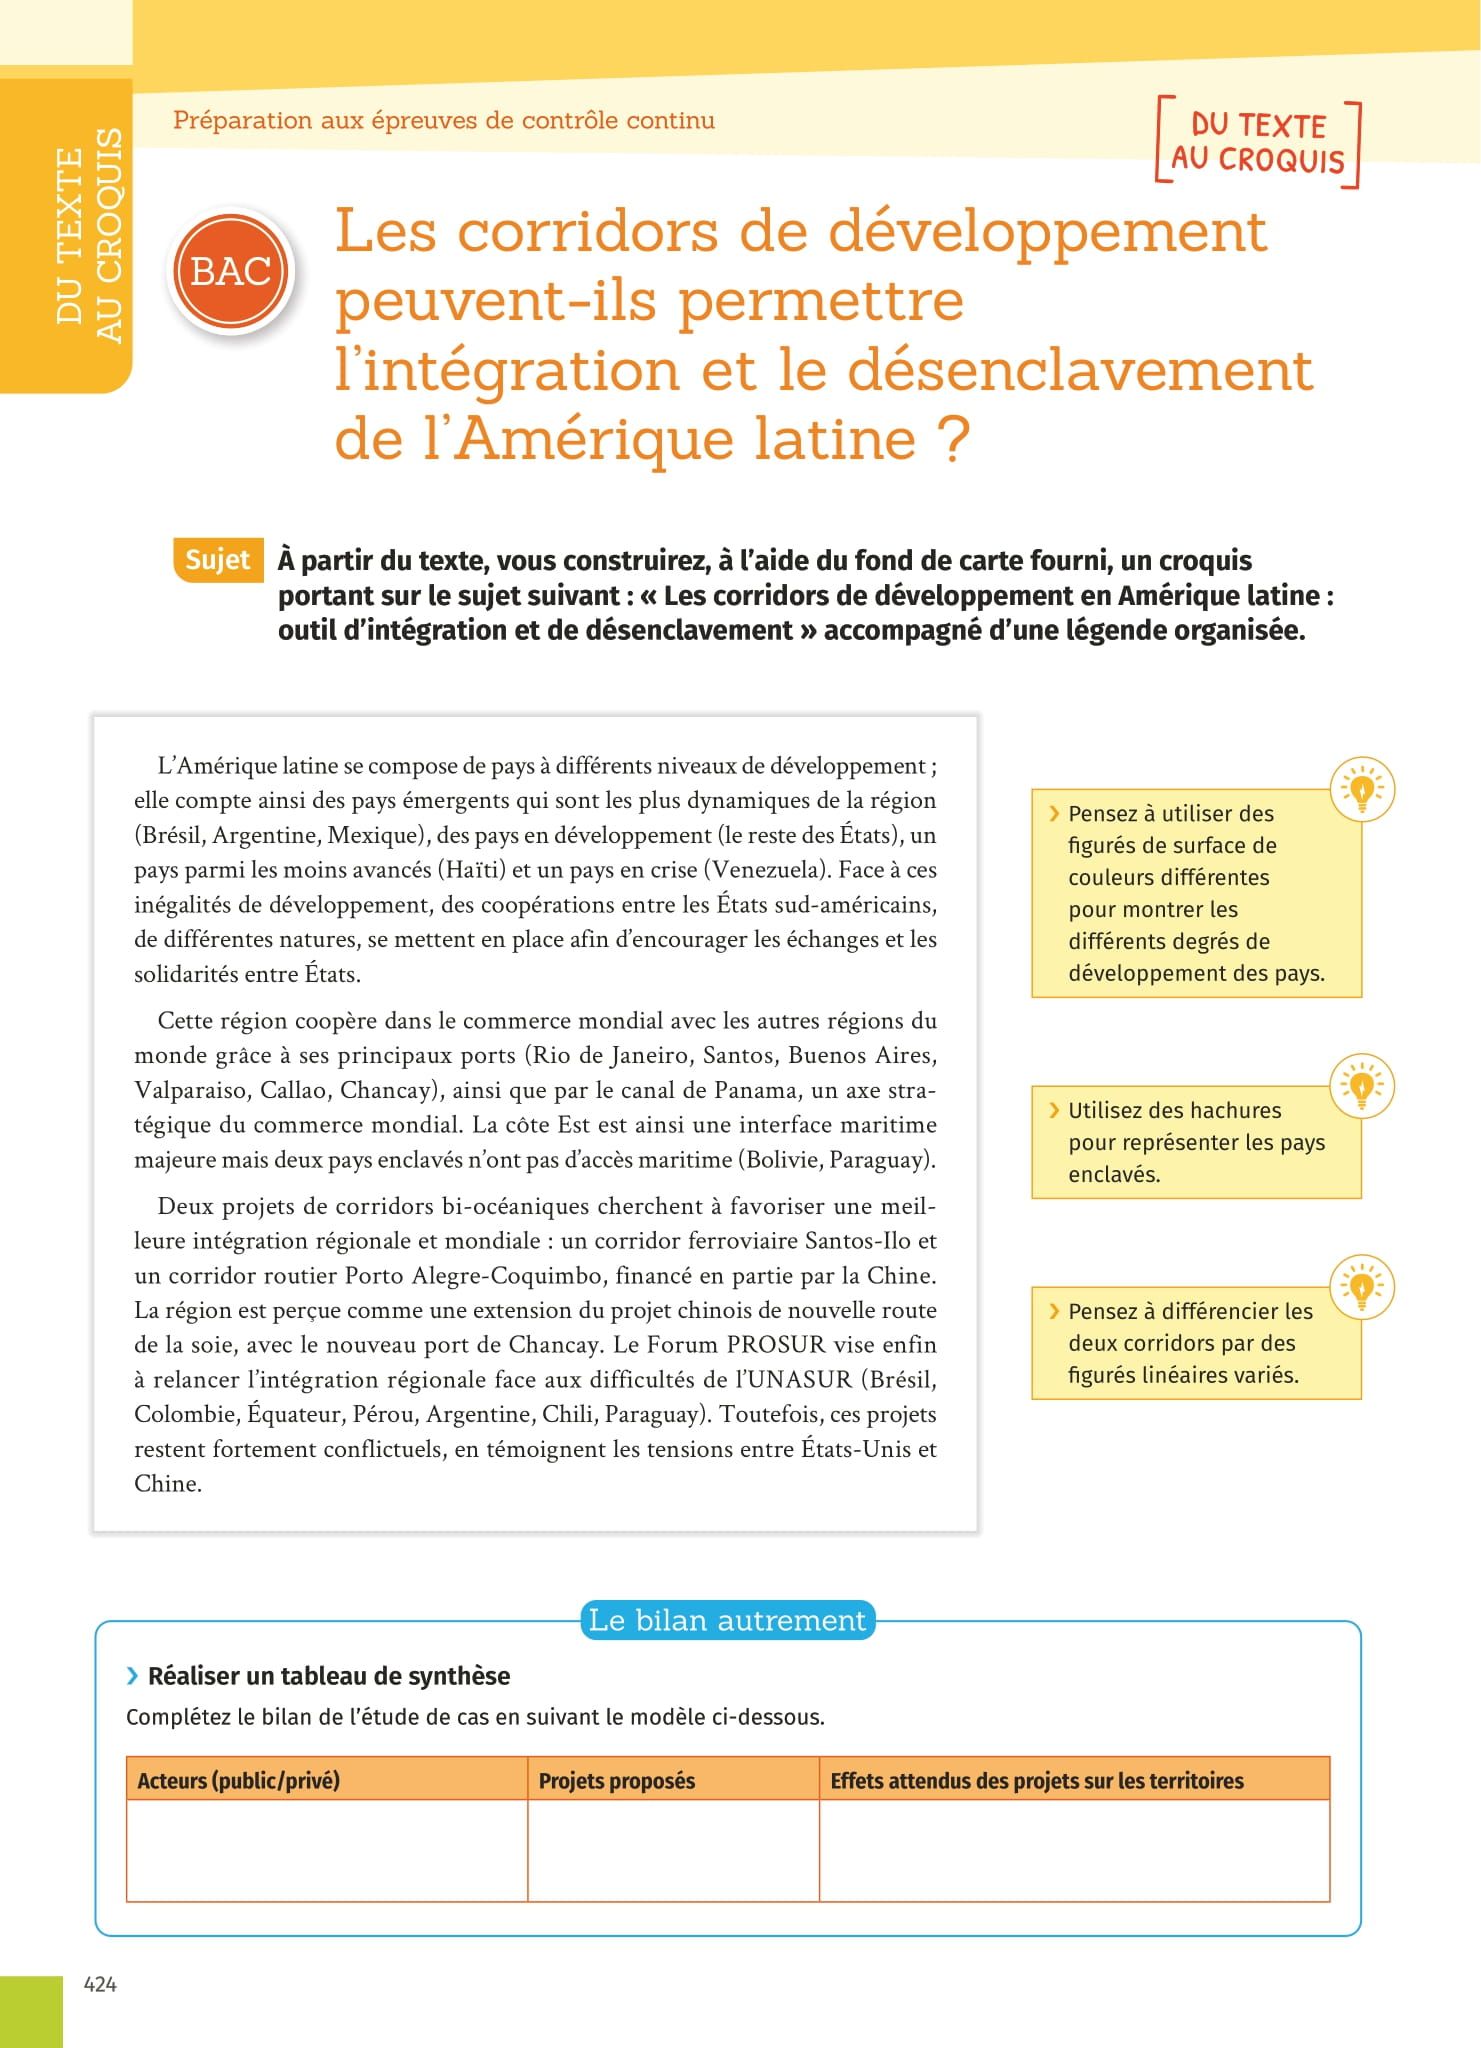 DU TEXTE
AU CROQUIS
Préparation aux épreuves de contrôle continu
DU TEXTE
AU CROQUIS
BAC
Les corridors de développement
peuvent-ils permettre
l'intégration et le désenclavement
de l'Amérique latine ?
Sujet
À partir du texte, vous construirez, à l'aide du fond de carte fourni, un croquis
portant sur le sujet suivant : « Les corridors de développement en Amérique latine :
outil d'intégration et de désenclavement » accompagné d'une légende organisée.
L'Amérique latine se compose de pays à différents niveaux de développement ;
elle compte ainsi des pays émergents qui sont les plus dynamiques de la région
(Brésil, Argentine, Mexique), des pays en développement (le reste des États), un
pays parmi les moins avancés (Haïti) et un pays en crise (Venezuela). Face à ces
inégalités de développement, des coopérations entre les États sud-américains,
de différentes natures, se mettent en place afin d'encourager les échanges et les
solidarités entre États.
Cette région coopère dans le commerce mondial avec les autres régions du
monde grâce à ses principaux ports (Rio de Janeiro, Santos, Buenos Aires,
Valparaiso, Callao, Chancay), ainsi que par le canal de Panama, un axe stra-
tégique du commerce mondial. La côte Est est ainsi une interface maritime
majeure mais deux pays enclavés n'ont pas d'accès maritime (Bolivie, Paraguay).
Deux projets de corridors bi-océaniques cherchent à favoriser une meil-
leure intégration régionale et mondiale : un corridor ferroviaire Santos-Ilo et
un corridor routier Porto Alegre-Coquimbo, financé en partie par la Chine.
La région est perçue comme une extension du projet chinois de nouvelle route
de la soie, avec le nouveau port de Chancay. Le Forum PROSUR vise enfin
à relancer l'intégration régionale face aux difficultés de l'UNASUR (Brésil,
Colombie, Équateur, Pérou, Argentine, Chili, Paraguay). Toutefois, ces projets
restent fortement conflictuels, en témoignent les tensions entre États-Unis et
Chine.
› Pensez à utiliser des
figurés de surface de
couleurs différentes
pour montrer les
différents degrés de
développement des pays.
› Utilisez des hachures
pour représenter les pays
enclavés.
› Pensez à différencier les
deux corridors par des
figurés linéaires variés.
Le bilan autrement
› Réaliser un tableau de synthèse
Complétez le bilan de l'étude de cas en suivant le modèle ci-dessous.
Acteurs (public/privé)
Projets proposés
Effets attendus des projets sur les territoires
424